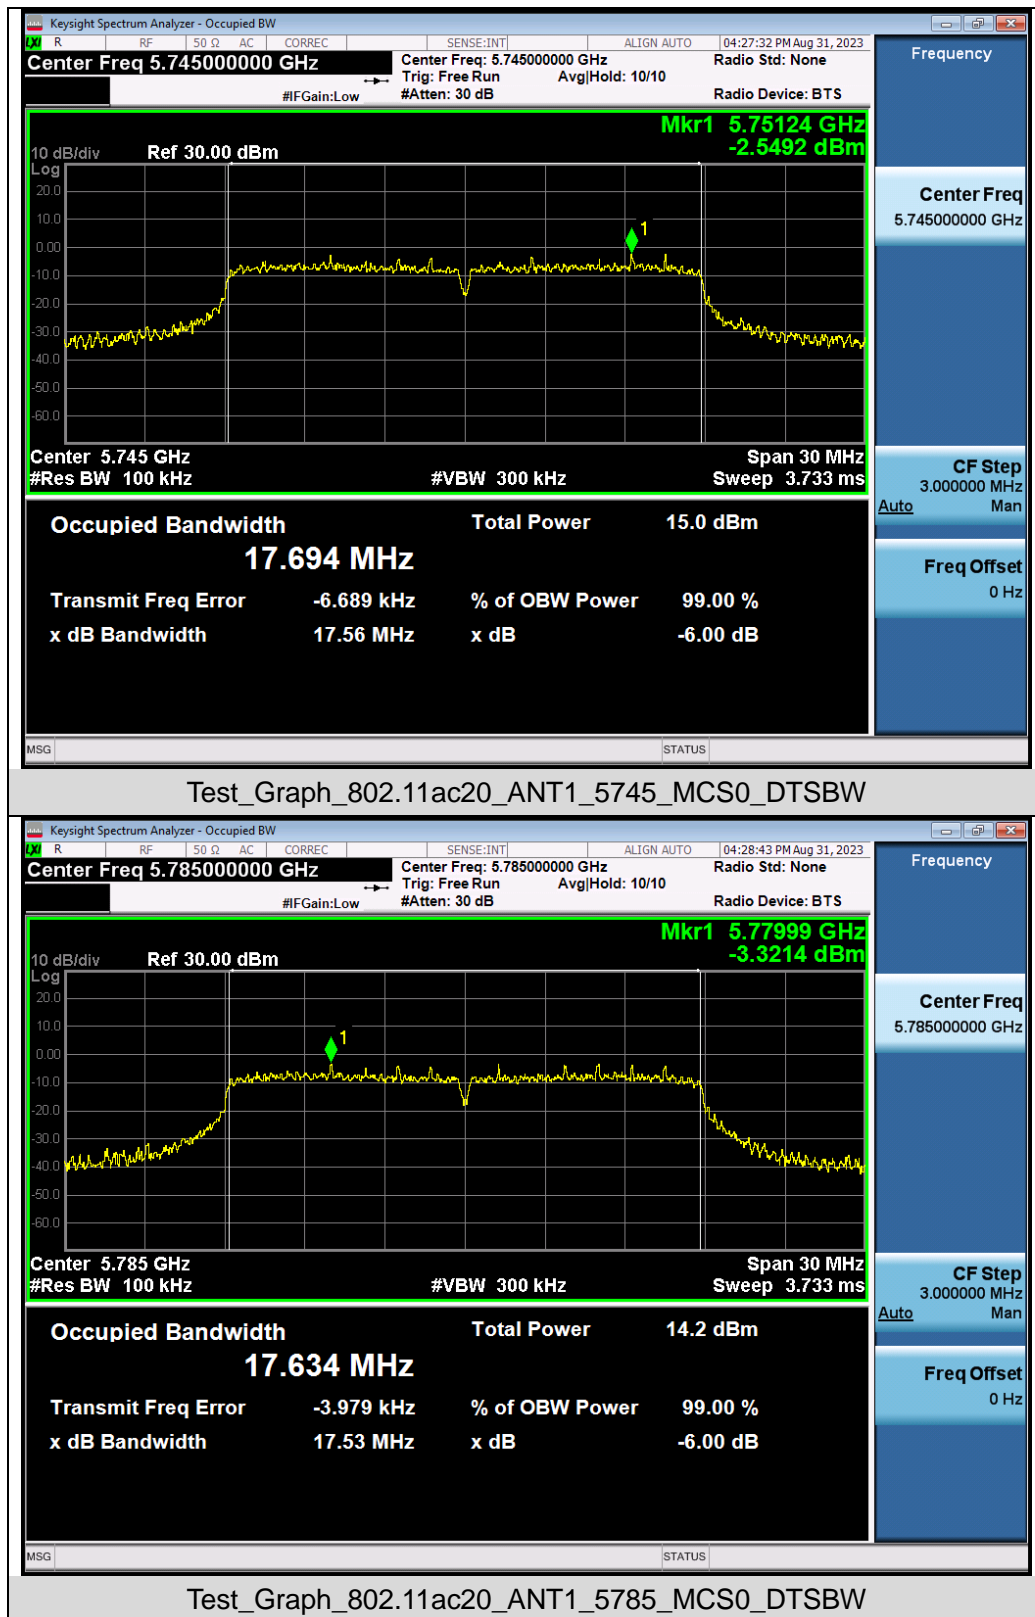 Keysight Spectrum Analyzer - Occupied BW
LXI R RF 50 Ω AC CORREC SENSE:INT ALIGN AUTO 04:27:32 PM Aug 31, 2023
Center Freq 5.745000000 GHz Center Freq: 5.745000000 GHz Radio Std: None Frequency
Trig: Free Run Avg|Hold: 10/10
#IFGain:Low #Atten: 30 dB Radio Device: BTS
Mkr1 5.75124 GHz
10 dB/div Ref 30.00 dBm -2.5492 dBm
Log
20.0
10.0
0.00
-10.0
-20.0
-30.0
-40.0
-50.0
-60.0
1
Center Freq
5.745000000 GHz
Center 5.745 GHz Span 30 MHz
#Res BW 100 kHz #VBW 300 kHz Sweep 3.733 ms
CF Step
3.000000 MHz
Auto Man
Occupied Bandwidth Total Power 15.0 dBm
17.694 MHz
Freq Offset
0 Hz
Transmit Freq Error -6.689 kHz % of OBW Power 99.00 %
x dB Bandwidth 17.56 MHz x dB -6.00 dB
MSG STATUS
Test_Graph_802.11ac20_ANT1_5745_MCS0_DTSBW
Keysight Spectrum Analyzer - Occupied BW
LXI R RF 50 Ω AC CORREC SENSE:INT ALIGN AUTO 04:28:43 PM Aug 31, 2023
Center Freq 5.785000000 GHz Center Freq: 5.785000000 GHz Radio Std: None Frequency
Trig: Free Run Avg|Hold: 10/10
#IFGain:Low #Atten: 30 dB Radio Device: BTS
Mkr1 5.77999 GHz
10 dB/div Ref 30.00 dBm -3.3214 dBm
Log
20.0
10.0
0.00
-10.0
-20.0
-30.0
-40.0
-50.0
-60.0
1
Center Freq
5.785000000 GHz
Center 5.785 GHz Span 30 MHz
#Res BW 100 kHz #VBW 300 kHz Sweep 3.733 ms
CF Step
3.000000 MHz
Auto Man
Occupied Bandwidth Total Power 14.2 dBm
17.634 MHz
Freq Offset
0 Hz
Transmit Freq Error -3.979 kHz % of OBW Power 99.00 %
x dB Bandwidth 17.53 MHz x dB -6.00 dB
MSG STATUS
Test_Graph_802.11ac20_ANT1_5785_MCS0_DTSBW